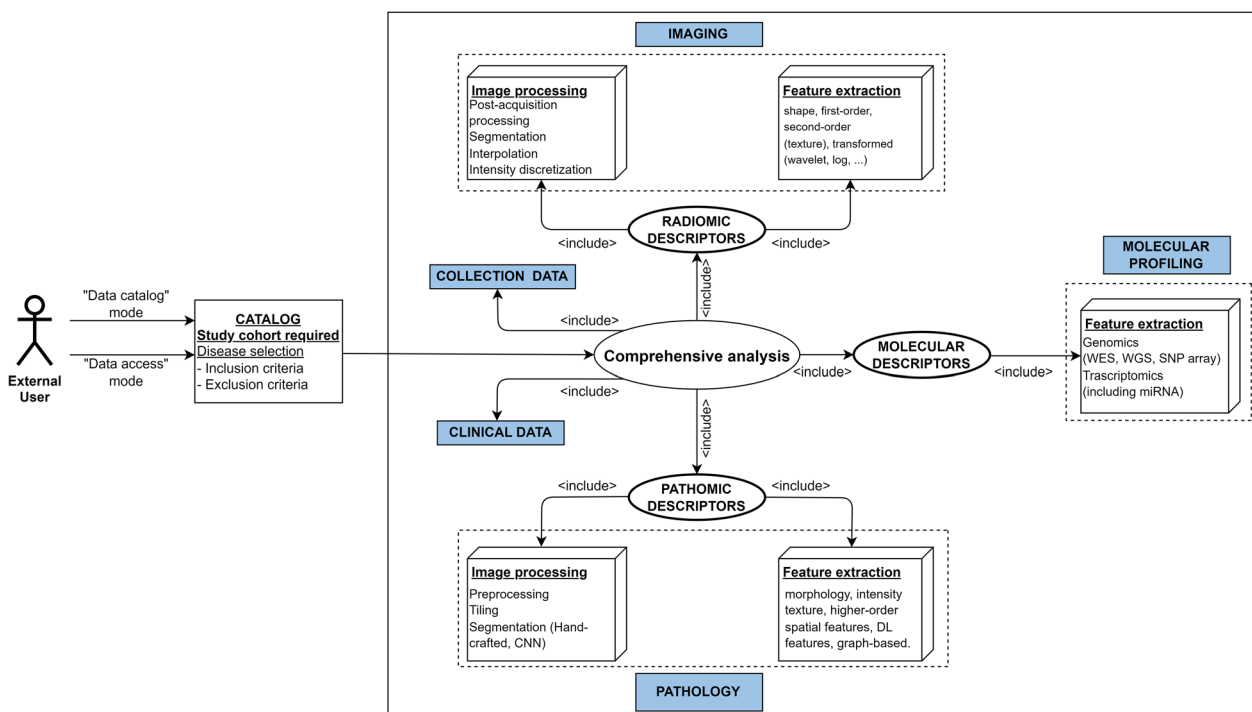 IMAGING
Image processing
Post-acquisition
processing
Segmentation
Interpolation
Intensity discretization
Feature extraction
shape, first-order,
second-order
(texture), transformed
(wavelet, log, ...)
RADIOMIC
DESCRIPTORS
<include>
<include>
<include>
COLLECTION DATA
<include>
MOLECULAR
PROFILING
"Data catalog"
mode
"Data access"
mode
External
User
CATALOG
Study cohort required
Disease selection
- Inclusion criteria
- Exclusion criteria
Comprehensive analysis
<include>
MOLECULAR
DESCRIPTORS
<include>
Feature extraction
Genomics
(WES, WGS, SNP array)
Trascriptomics
(including miRNA)
<include>
CLINICAL DATA
<include>
<include>
PATHOMIC
DESCRIPTORS
<include>
Image processing
Preprocessing
Tiling
Segmentation (Hand-
crafted, CNN)
Feature extraction
morphology, intensity
texture, higher-order
spatial features, DL
features, graph-based.
PATHOLOGY